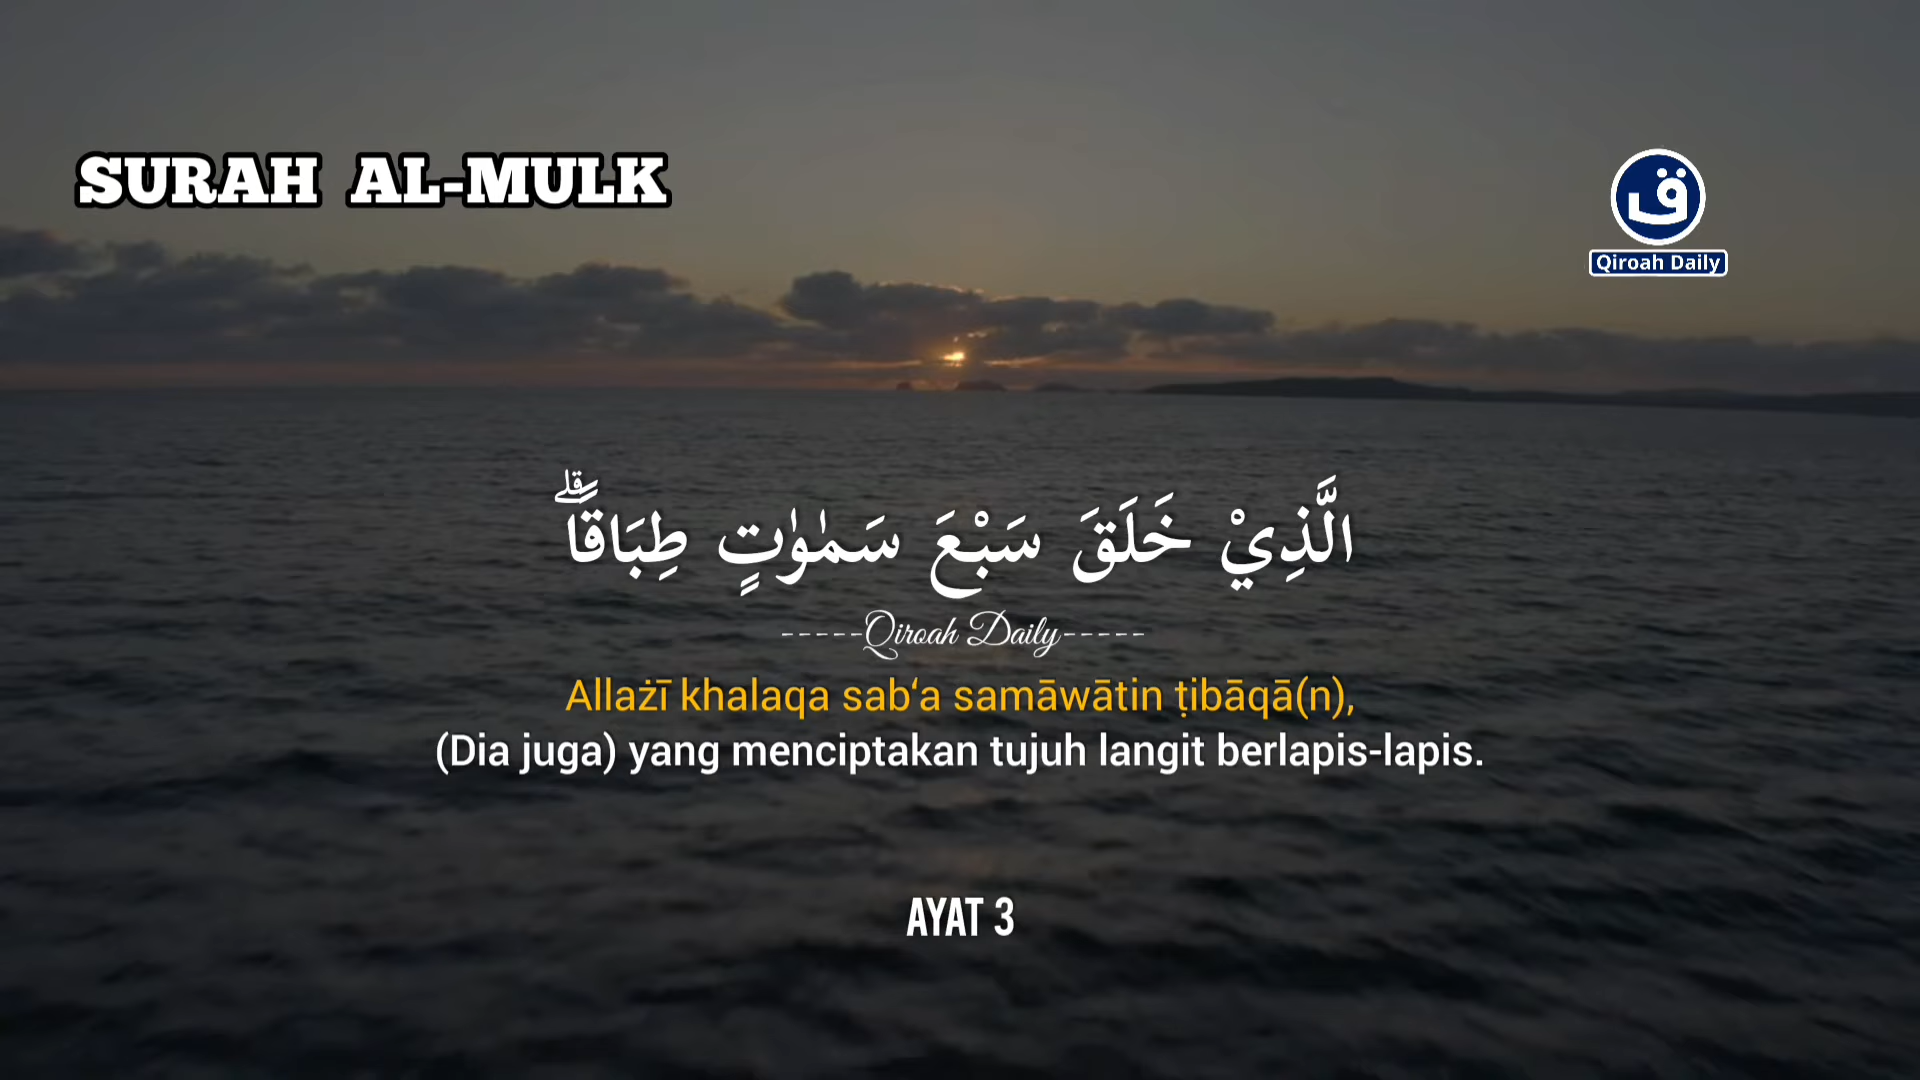 SURAH AL-MULK
ق
Qiroah Daily
الَّذِيْ خَلَقَ سَبْعَ سَمٰوٰتٍ طِبَاقًاۗ
-----Qiroah Daily-----
Allażī khalaqa sab‘a samāwātin ṭibāqā(n),
(Dia juga) yang menciptakan tujuh langit berlapis-lapis.
AYAT 3